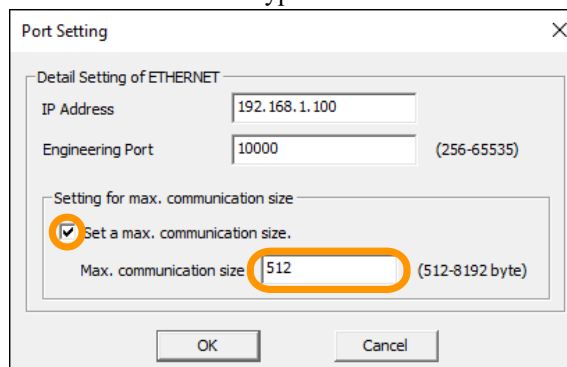 Port Setting
Detail Setting of ETHERNET
IP Address 192.168.1.100
Engineering Port 10000 (256-65535)
Setting for max. communication size
Set a max. communication size.
Max. communication size 512 (512-8192 byte)
OK Cancel